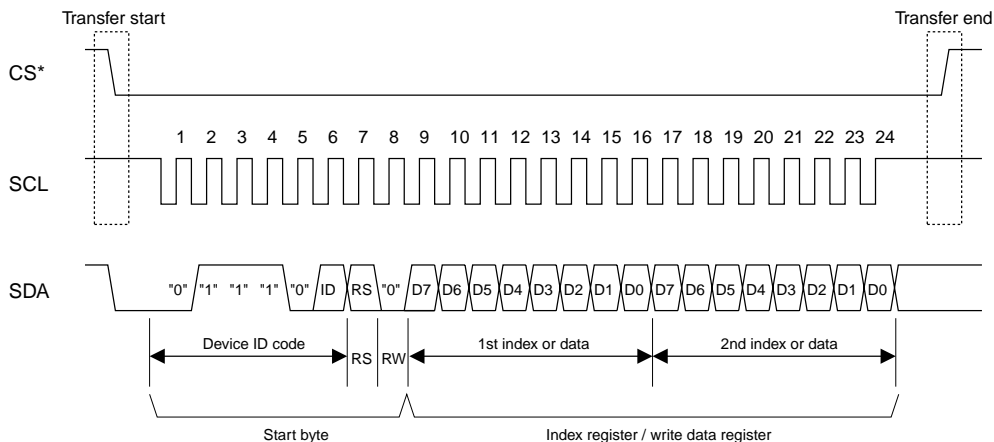 Transfer start Transfer end
CS*
1 2 3 4 5 6 7 8 9 10 11 12 13 14 15 16 17 18 19 20 21 22 23 24
SCL
SDA "0" "1" "1" "1" "0" ID RS "0" D7 D6 D5 D4 D3 D2 D1 D0 D7 D6 D5 D4 D3 D2 D1 D0
Device ID code RS RW 1st index or data 2nd index or data
Start byte Index register / write data register